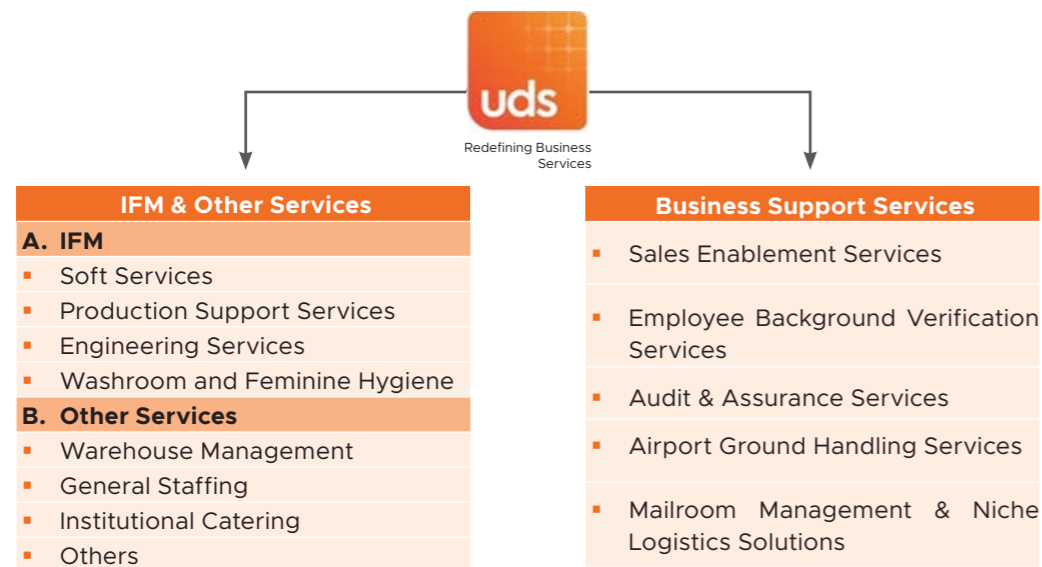 uds
Redefining Business
Services
IFM & Other Services
A. IFM
▪ Soft Services
▪ Production Support Services
▪ Engineering Services
▪ Washroom and Feminine Hygiene
B. Other Services
▪ Warehouse Management
▪ General Staffing
▪ Institutional Catering
▪ Others
Business Support Services
▪ Sales Enablement Services
▪ Employee Background Verification
Services
▪ Audit & Assurance Services
▪ Airport Ground Handling Services
▪ Mailroom Management & Niche
Logistics Solutions